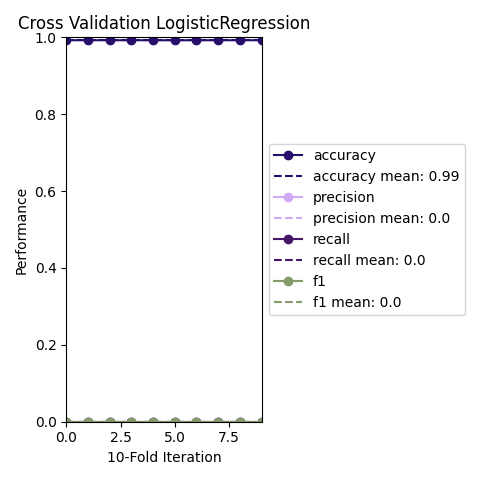 Cross Validation LogisticRegression
1.0
0.8
0.6
0.4
0.2
0.0
Performance
0.0 2.5 5.0 7.5
10-Fold Iteration
accuracy
accuracy mean: 0.99
precision
precision mean: 0.0
recall
recall mean: 0.0
f1
f1 mean: 0.0